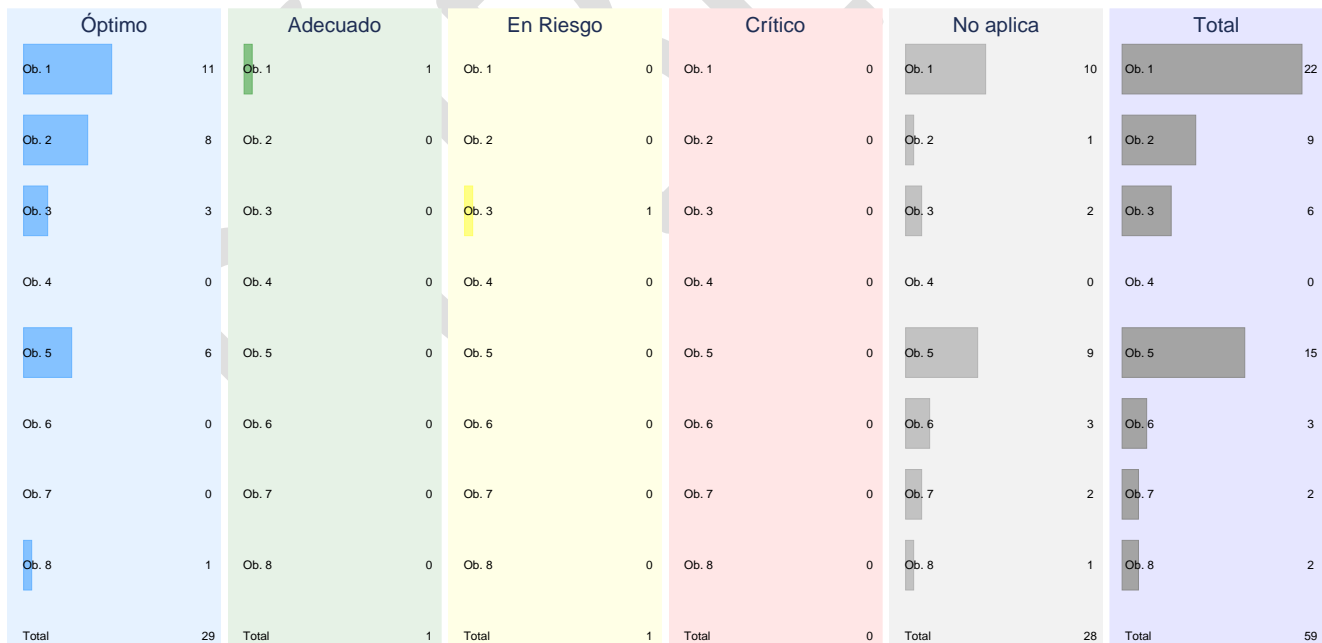 Óptimo Adecuado En Riesgo Crítico No aplica Total
Ob. 1 11 Ob. 1 1 Ob. 1 0 Ob. 1 0 Ob. 1 10 Ob. 1 22
Ob. 2 8 Ob. 2 0 Ob. 2 0 Ob. 2 0 Ob. 2 1 Ob. 2 9
Ob. 3 3 Ob. 3 0 Ob. 3 1 Ob. 3 0 Ob. 3 2 Ob. 3 6
Ob. 4 0 Ob. 4 0 Ob. 4 0 Ob. 4 0 Ob. 4 0 Ob. 4 0
Ob. 5 6 Ob. 5 0 Ob. 5 0 Ob. 5 0 Ob. 5 9 Ob. 5 15
Ob. 6 0 Ob. 6 0 Ob. 6 0 Ob. 6 0 Ob. 6 3 Ob. 6 3
Ob. 7 0 Ob. 7 0 Ob. 7 0 Ob. 7 0 Ob. 7 2 Ob. 7 2
Ob. 8 1 Ob. 8 0 Ob. 8 0 Ob. 8 0 Ob. 8 1 Ob. 8 2
Total 29 Total 1 Total 1 Total 0 Total 28 Total 59